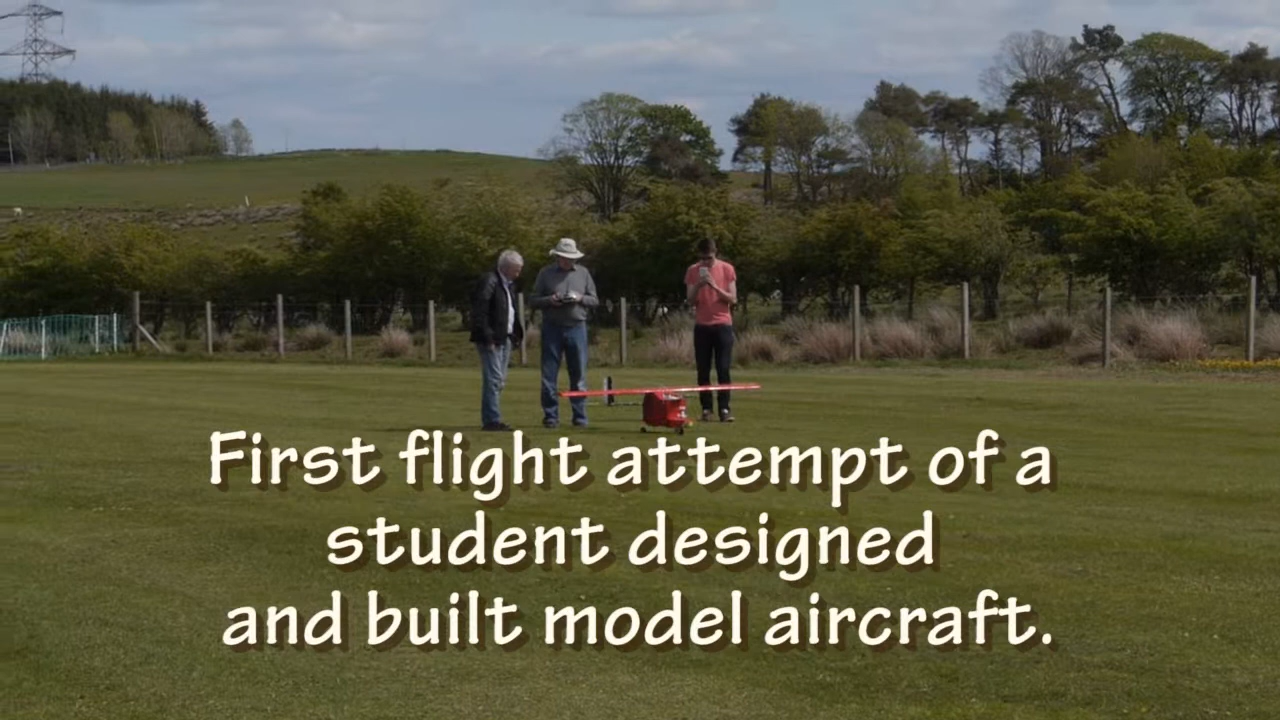 First flight attempt of a
student designed
and built model aircraft.